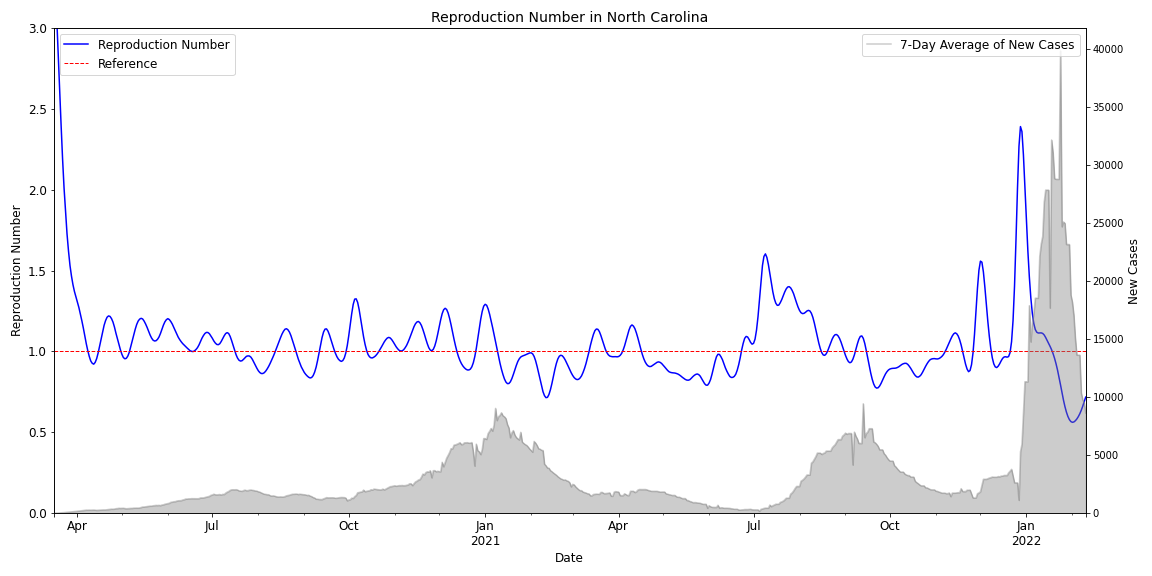 Reproduction Number in North Carolina
Reproduction Number
Reference
7-Day Average of New Cases
3.0
2.5
2.0
1.5
1.0
0.5
0.0
Reproduction Number
40000
35000
30000
25000
20000
15000
10000
5000
0
New Cases
Apr
Jul
Oct
Jan
2021
Apr
Jul
Oct
Jan
2022
Date